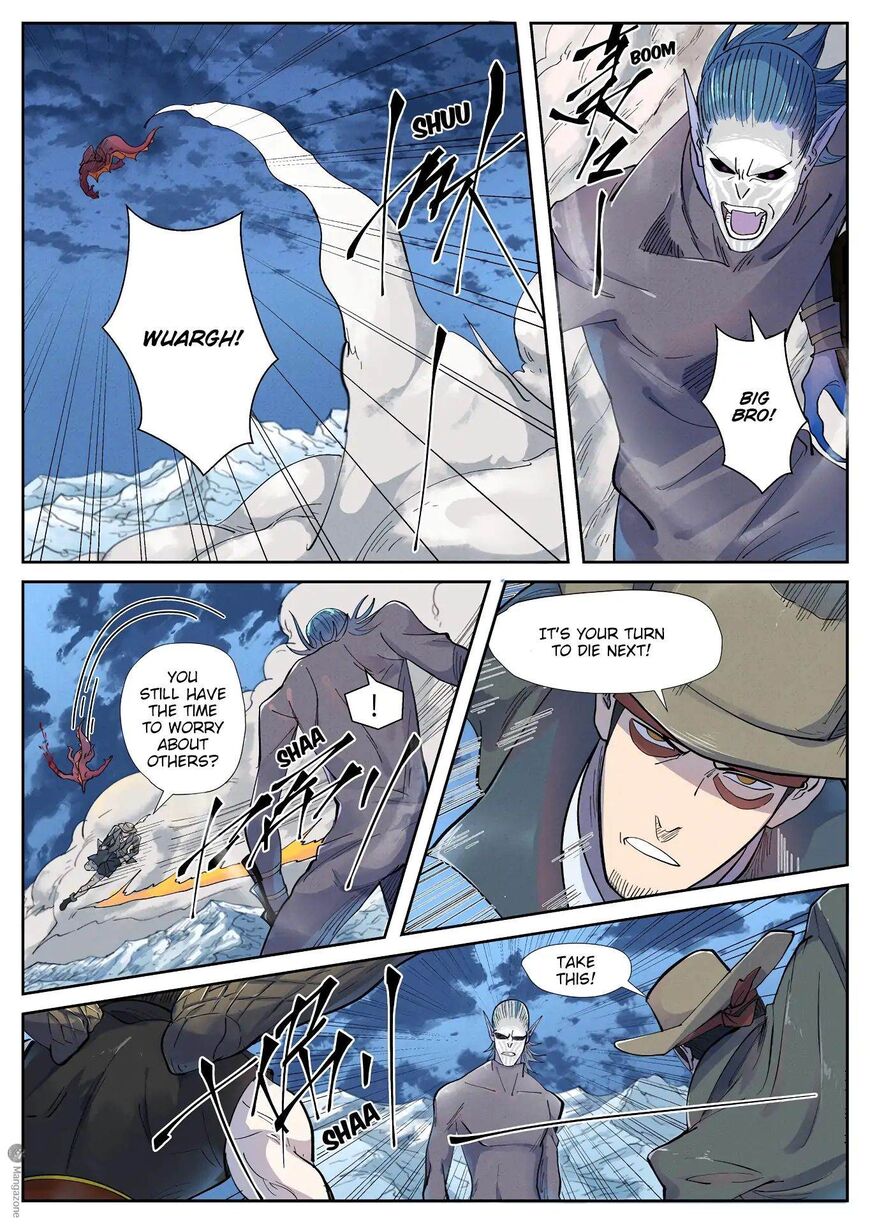 SHUU
WUARGH!
BOOM
BIG
BRO!
YOU
STILL HAVE
THE TIME
TO WORRY
ABOUT
OTHERS?
!
SHAA
IT'S YOUR TURN
TO DIE NEXT!
TAKE
THIS!
SHAA
Mangazone